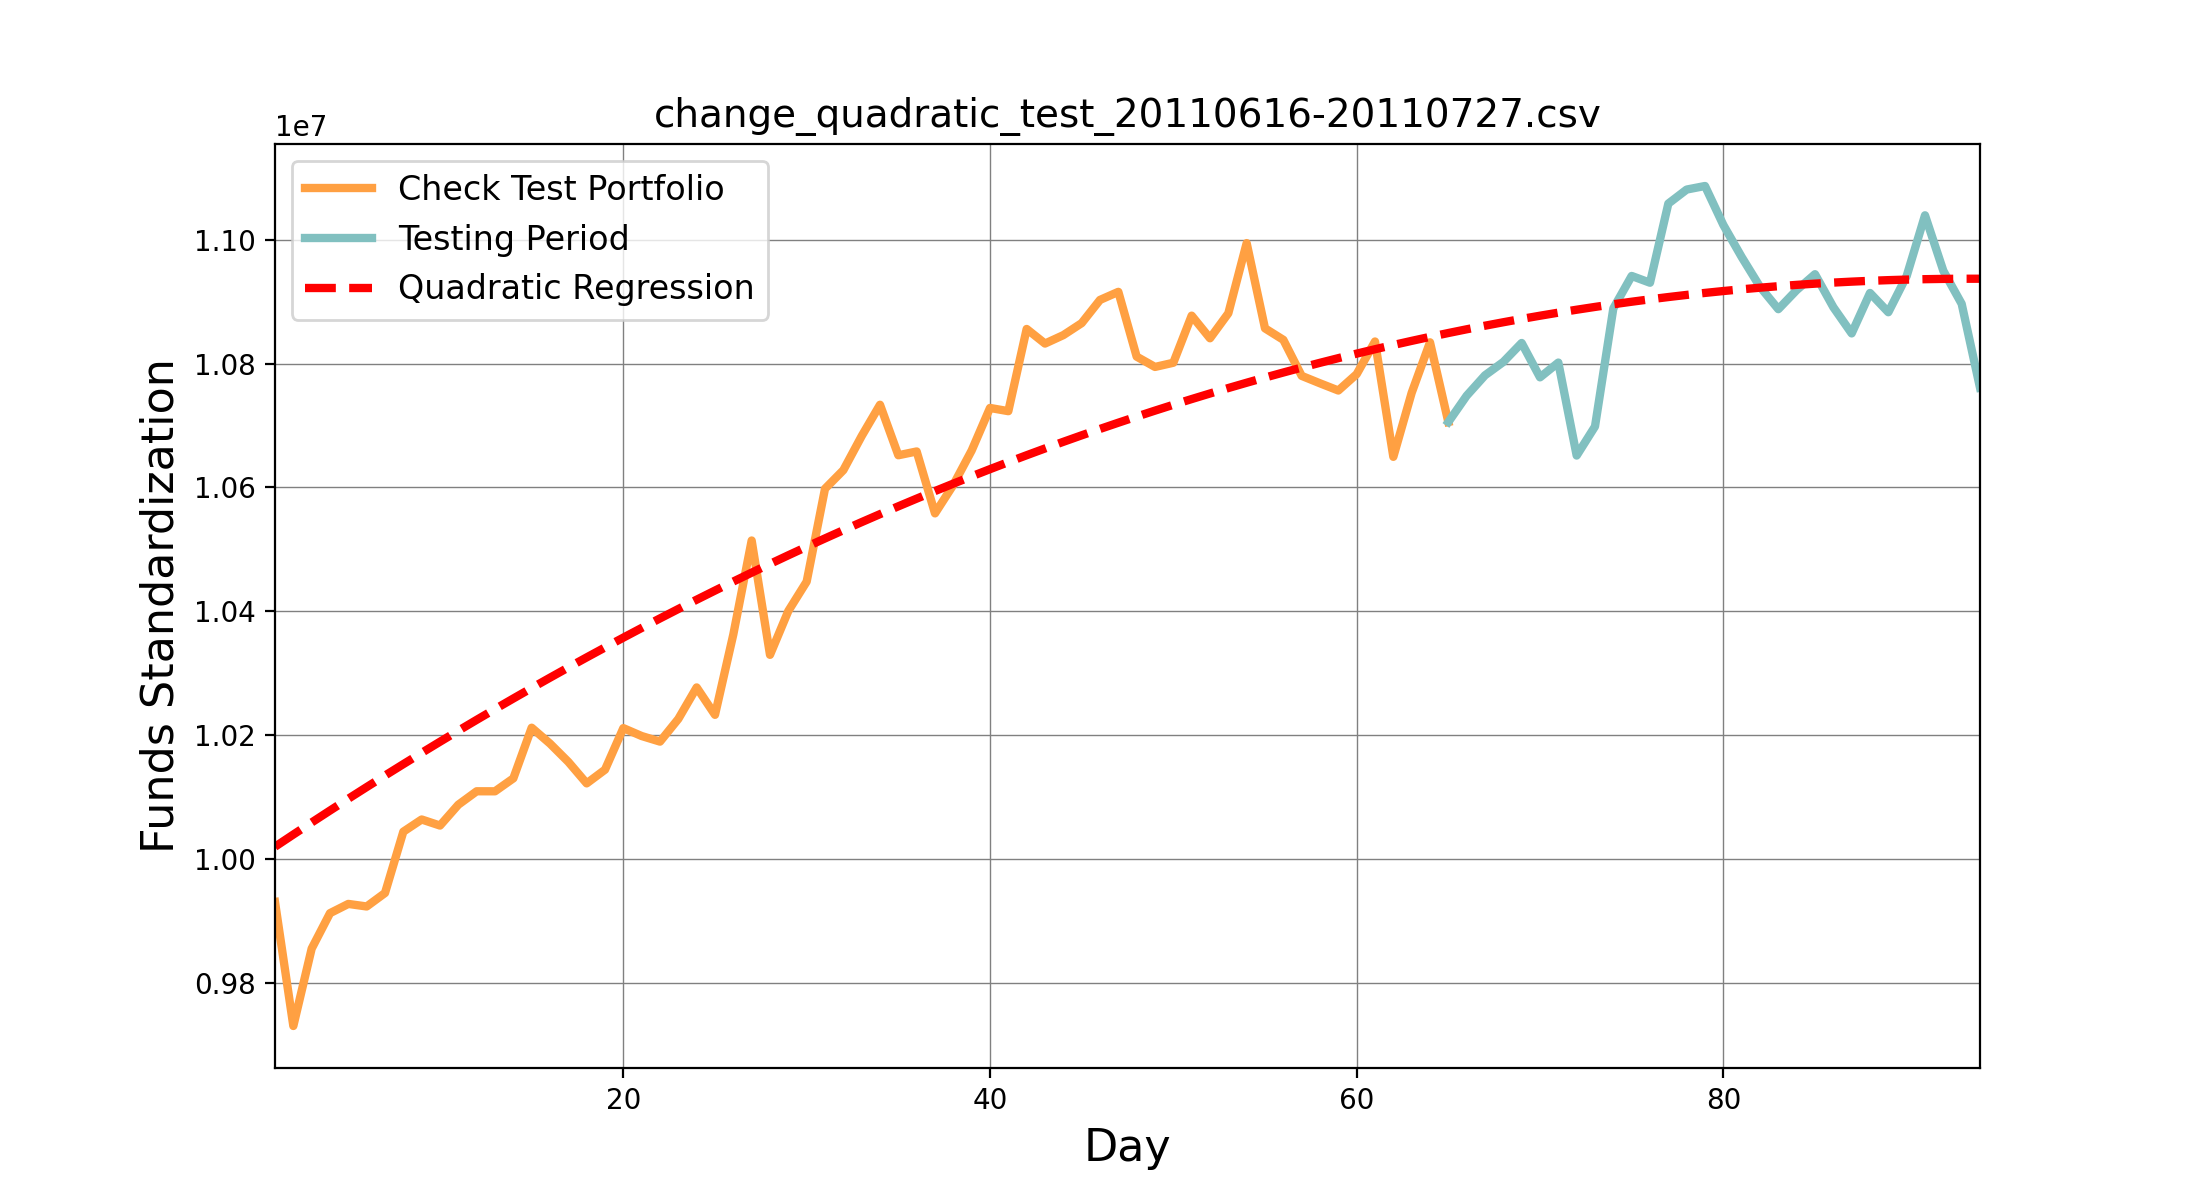 change_quadratic_test_20110616-20110727.csv
1e7
Check Test Portfolio
Testing Period
Quadratic Regression
1.10
1.08
1.06
1.04
1.02
1.00
0.98
Funds Standardization
20 40 60 80
Day